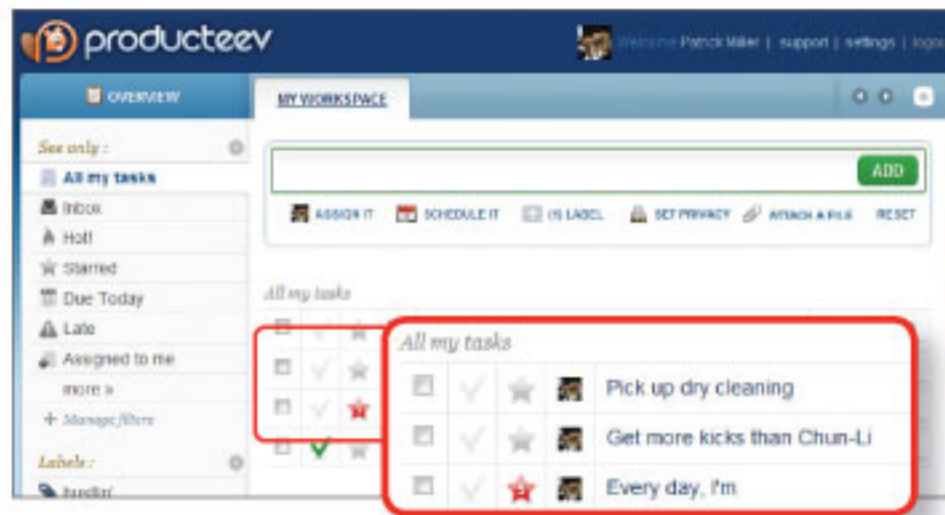 producteev
Welcome Patrick Miller | support | settings | logout
OVERVIEW
MY WORKSPACE
See only :
All my tasks
Inbox
Hot!
Starred
Due Today
Late
Assigned to me
more »
+ Manage filters
Labels :
hustlin'
ADD
ASSIGN IT
SCHEDULE IT
LABEL
SET PRIVACY
ATTACH A FILE
RESET
All my tasks
All my tasks
Pick up dry cleaning
Get more kicks than Chun-Li
Every day, I'm